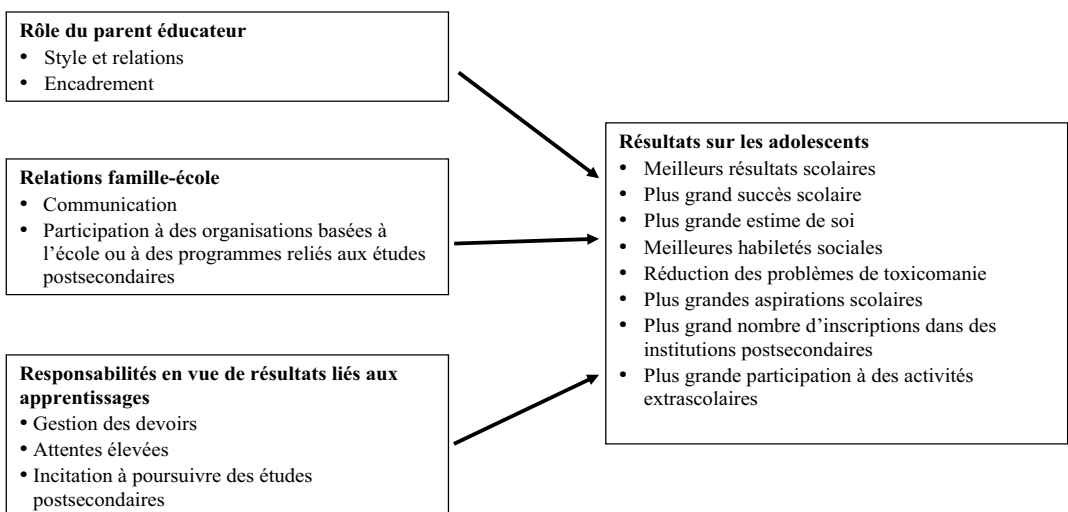 Rôle du parent éducateur
• Style et relations
• Encadrement
Relations famille-école
• Communication
• Participation à des organisations basées à
l’école ou à des programmes reliés aux études
postsecondaires
Responsabilités en vue de résultats liés aux
apprentissages
• Gestion des devoirs
• Attentes élevées
• Incitation à poursuivre des études
postsecondaires
Résultats sur les adolescents
• Meilleurs résultats scolaires
• Plus grand succès scolaire
• Plus grande estime de soi
• Meilleures habiletés sociales
• Réduction des problèmes de toxicomanie
• Plus grandes aspirations scolaires
• Plus grand nombre d’inscriptions dans des
institutions postsecondaires
• Plus grande participation à des activités
extrascolaires